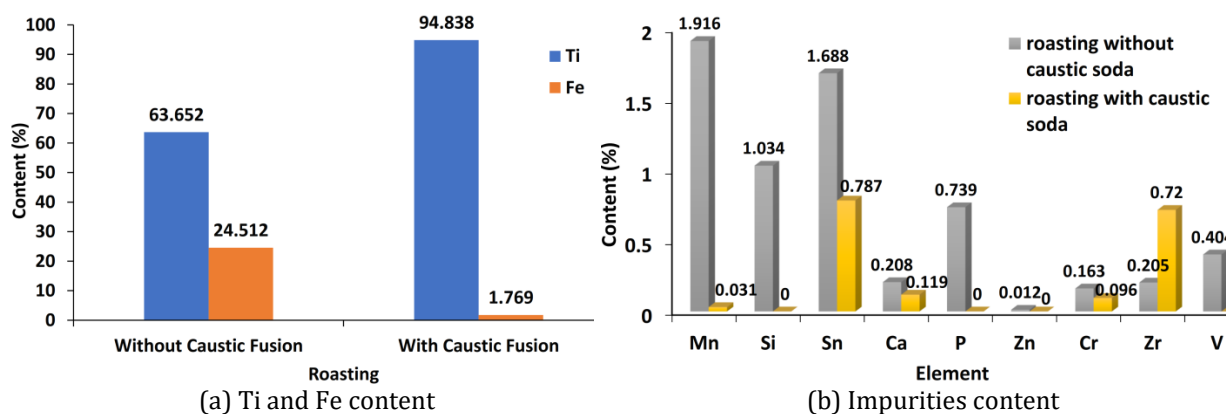 100
90
80
70
60
50
40
30
20
10
0
Content (%)
63.652
24.512
94.838
1.769
Ti
Fe
Without Caustic Fusion
With Caustic Fusion
Roasting
(a) Ti and Fe content
2
1.5
1
0.5
0
Content (%)
roasting without
caustic soda
roasting with caustic
soda
1.916
0.031
1.034
0
1.688
0.787
0.208
0.119
0.739
0
0.012
0
0.163
0.096
0.205
0.72
0.404
Mn Si Sn Ca P Zn Cr Zr V
Element
(b) Impurities content